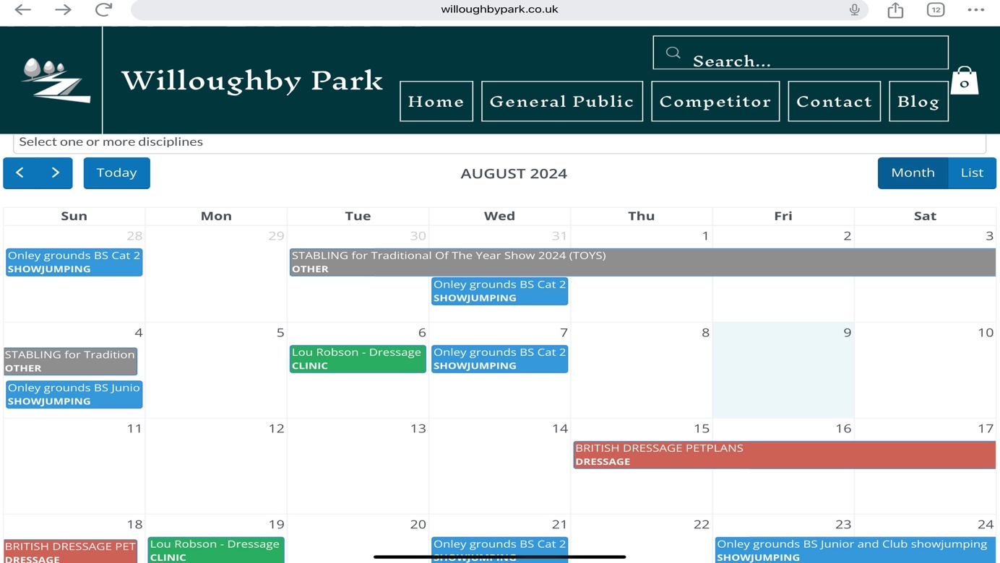 willoughbypark.co.uk
12
Search...
Willoughby Park
0
Home
General Public
Competitor
Contact
Blog
Select one or more disciplines
Today
AUGUST 2024
Month
List
Sun Mon Tue Wed Thu Fri Sat
28 29 30 31 1 2 3
Onley grounds BS Cat 2
SHOWJUMPING
STABLING for Traditional Of The Year Show 2024 (TOYS)
OTHER
Onley grounds BS Cat 2
SHOWJUMPING
4 5 6 7 8 9 10
STABLING for Tradition
OTHER
Onley grounds BS Junio
SHOWJUMPING
Lou Robson - Dressage
CLINIC
Onley grounds BS Cat 2
SHOWJUMPING
11 12 13 14 15 16 17
BRITISH DRESSAGE PETPLANS
DRESSAGE
18 19 20 21 22 23 24
BRITISH DRESSAGE PET
DRESSAGE
Lou Robson - Dressage
CLINIC
Onley grounds BS Cat 2
SHOWJUMPING
Onley grounds BS Junior and Club showjumping
SHOWJUMPING